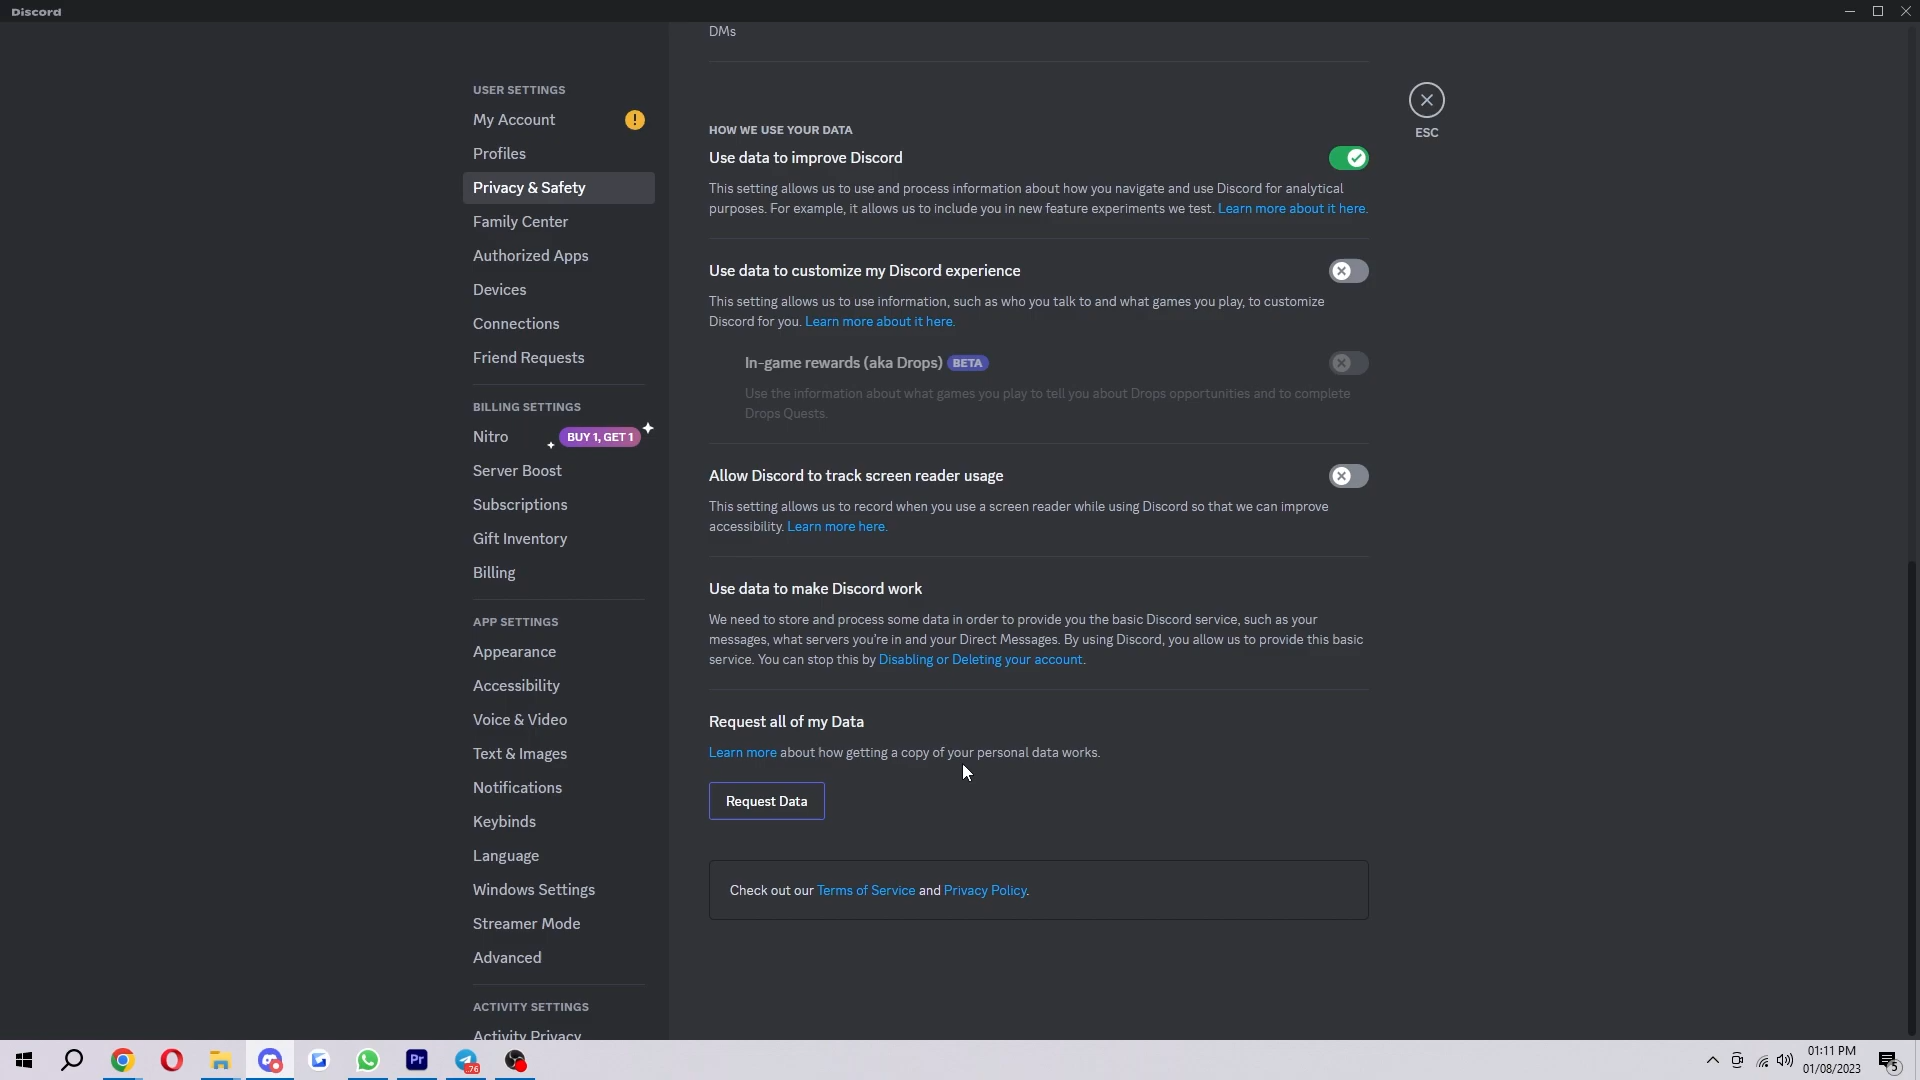 Discord
DMs
USER SETTINGS
My Account
!
Profiles
Privacy & Safety
Family Center
Authorized Apps
Devices
Connections
Friend Requests
BILLING SETTINGS
Nitro
BUY 1, GET 1
Server Boost
Subscriptions
Gift Inventory
Billing
APP SETTINGS
Appearance
Accessibility
Voice & Video
Text & Images
Notifications
Keybinds
Language
Windows Settings
Streamer Mode
Advanced
ACTIVITY SETTINGS
Activity Privacy
HOW WE USE YOUR DATA
Use data to improve Discord
This setting allows us to use and process information about how you navigate and use Discord for analytical
purposes. For example, it allows us to include you in new feature experiments we test. Learn more about it here.
Use data to customize my Discord experience
This setting allows us to use information, such as who you talk to and what games you play, to customize
Discord for you. Learn more about it here.
In-game rewards (aka Drops) BETA
Use the information about what games you play to tell you about Drops opportunities and to complete
Drops Quests.
Allow Discord to track screen reader usage
This setting allows us to record when you use a screen reader while using Discord so that we can improve
accessibility. Learn more here.
Use data to make Discord work
We need to store and process some data in order to provide you the basic Discord service, such as your
messages, what servers you're in and your Direct Messages. By using Discord, you allow us to provide this basic
service. You can stop this by Disabling or Deleting your account.
Request all of my Data
Learn more about how getting a copy of your personal data works.
Request Data
Check out our Terms of Service and Privacy Policy.
ESC
Pr
76
01:11 PM
01/08/2023
5